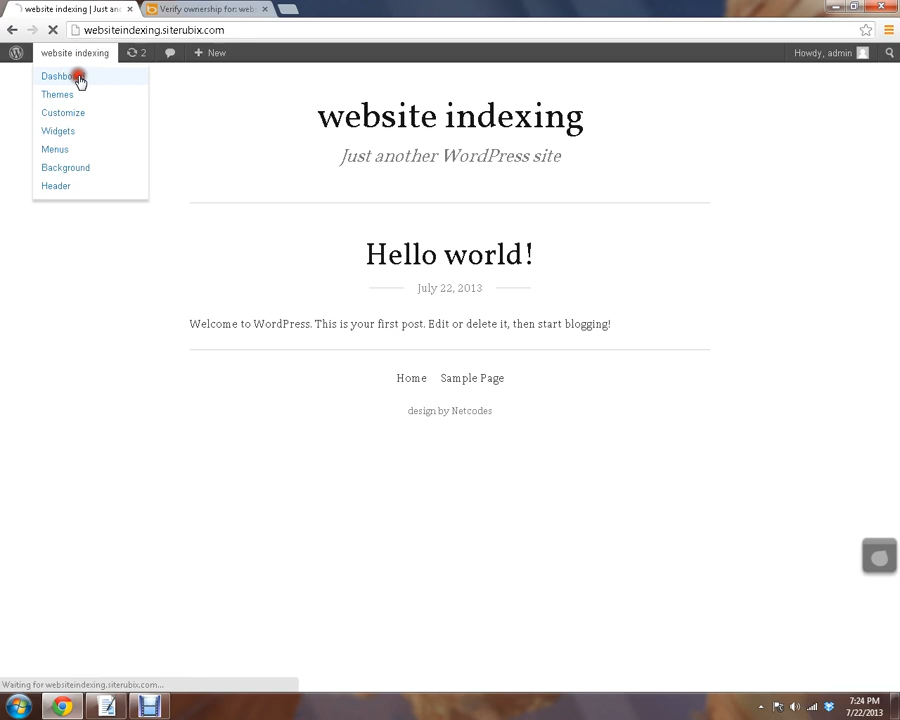 website indexing | Just an
Verify ownership for: web
websiteindexing.siterubix.com
website indexing
2
New
Howdy, admin
Themes
Customize
Widgets
Menus
Background
Header
website indexing
Just another WordPress site
Hello world!
July 22, 2013
Welcome to WordPress. This is your first post. Edit or delete it, then start blogging!
Home Sample Page
design by Netcodes
Waiting for websiteindexing.siterubix.com...
7:24 PM
7/22/2013